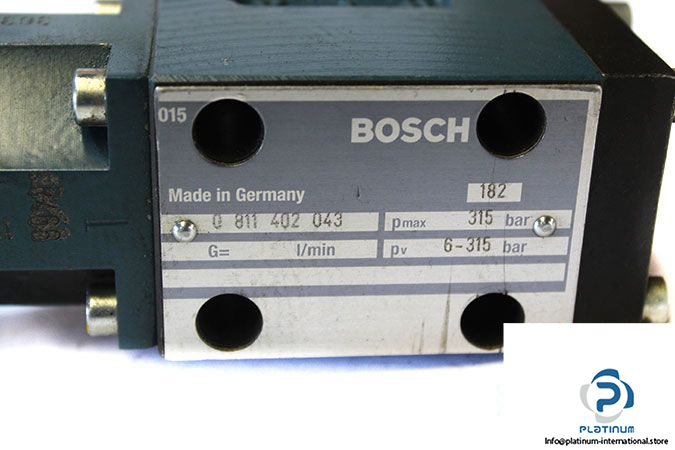 015
BOSCH
Made in Germany
182
0 811 402 043
pmax 315 bar
G= l/min
pv 6-315 bar
PLATINUM
info@platinum-international.store